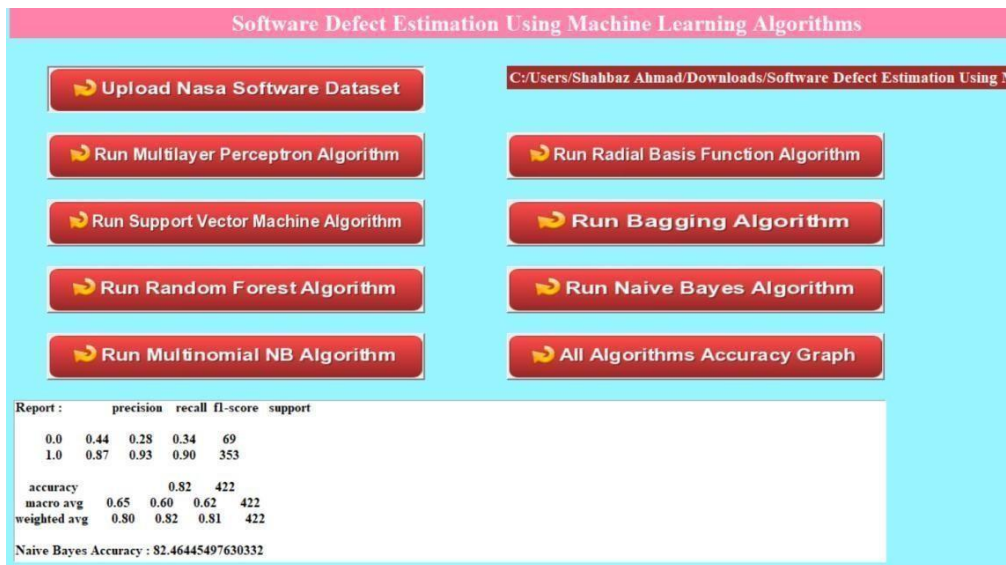 Software Defect Estimation Using Machine Learning Algorithms
Upload Nasa Software Dataset
C:/Users/Shahbaz Ahmad/Downloads/Software Defect Estimation Using
Run Multilayer Perceptron Algorithm
Run Radial Basis Function Algorithm
Run Support Vector Machine Algorithm
Run Bagging Algorithm
Run Random Forest Algorithm
Run Naive Bayes Algorithm
Run Multinomial NB Algorithm
All Algorithms Accuracy Graph
Report : precision recall f1-score support
0.0 0.44 0.28 0.34 69
1.0 0.87 0.93 0.90 353
accuracy 0.82 422
macro avg 0.65 0.60 0.62 422
weighted avg 0.80 0.82 0.81 422
Naive Bayes Accuracy : 82.46445497630332